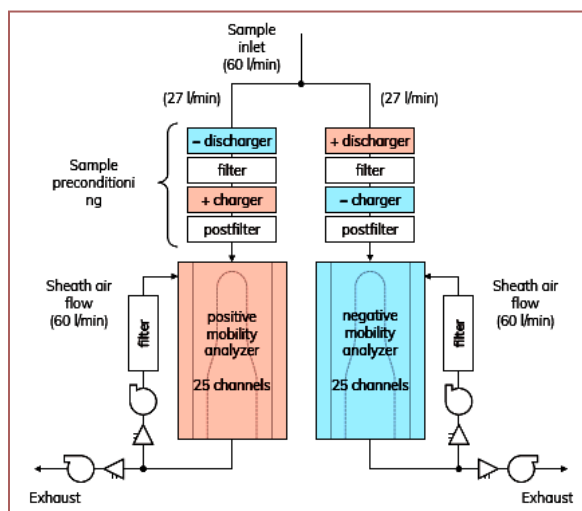 Sample
inlet
(60 l/min)
(27 l/min)
(27 l/min)
– discharger
filter
+ charger
postfilter
+ discharger
filter
– charger
postfilter
Sample
preconditioni
ng
Sheath air
flow
(60 l/min)
filter
positive
mobility
analyzer
25 channels
negative
mobility
analyzer
25 channels
filter
Sheath air
flow
(60 l/min)
Exhaust
Exhaust